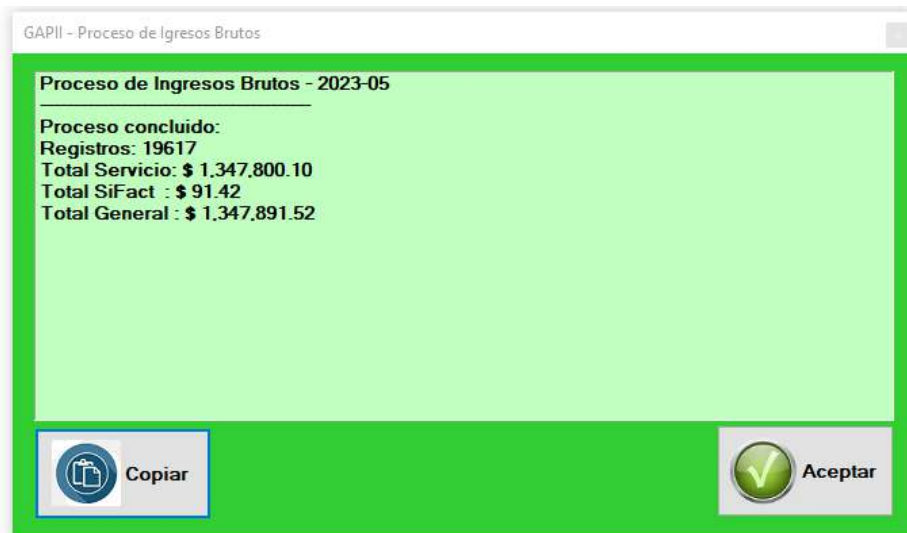 GAPII - Proceso de Igresos Brutos
Proceso de Ingresos Brutos - 2023-05
Proceso concluido:
Registros: 19617
Total Servicio: $ 1,347,800.10
Total SiFact : $ 91.42
Total General : $ 1,347,891.52
Copiar
Aceptar